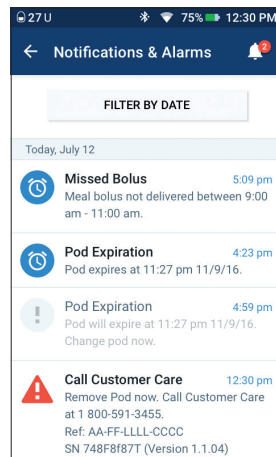 27 U 75% 12:30 PM
Notifications & Alarms 2
FILTER BY DATE
Today, July 12
Missed Bolus 5:09 pm
Meal bolus not delivered between 9:00
am - 11:00 am.
Pod Expiration 4:23 pm
Pod expires at 11:27 pm 11/9/16.
Pod Expiration 4:59 pm
Pod will expire at 11:27 pm 11/9/16.
Change pod now.
Call Customer Care 12:30 pm
Remove Pod now. Call Customer Care
at 1 800-591-3455.
Ref: AA-FF-LLLL-CCCC
SN 748F8f87T (Version 1.1.04)